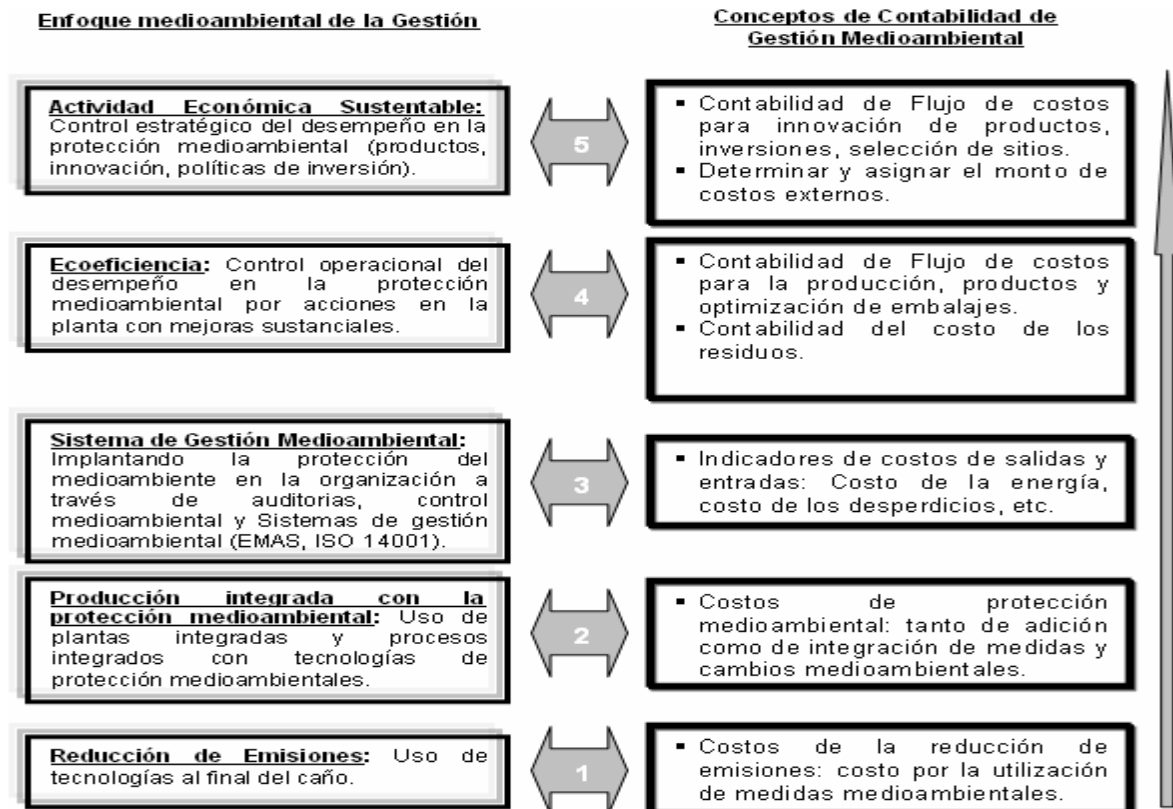 Enfoque medioambiental de la Gestión
Conceptos de Contabilidad de
Gestión Medioambiental
Actividad Económica Sustentable:
Control estratégico del desempeño en la
protección medioambiental (productos,
innovación, políticas de inversión).
5
▪ Contabilidad de Flujo de costos
para innovación de productos,
inversiones, selección de sitios.
▪ Determinar y asignar el monto de
costos externos.
Ecoeficiencia: Control operacional del
desempeño en la protección
medioambiental por acciones en la
planta con mejoras sustanciales.
4
▪ Contabilidad de Flujo de costos
para la producción, productos y
optimización de embalajes.
▪ Contabilidad del costo de los
residuos.
Sistema de Gestión Medioambiental:
Implantando la protección del
medioambiente en la organización a
través de auditorias, control
medioambiental y Sistemas de gestión
medioambiental (EMAS, ISO 14001).
3
▪ Indicadores de costos de salidas y
entradas: Costo de la energía,
costo de los desperdicios, etc.
Producción integrada con la
protección medioambiental: Uso de
plantas integradas y procesos
integrados con tecnologías de
protección medioambientales.
2
▪ Costos de protección
medioambiental: tanto de adición
como de integración de medidas y
cambios medioambientales.
Reducción de Emisiones: Uso de
tecnologías al final del caño.
1
▪ Costos de la reducción de
emisiones: costo por la utilización
de medidas medioambientales.